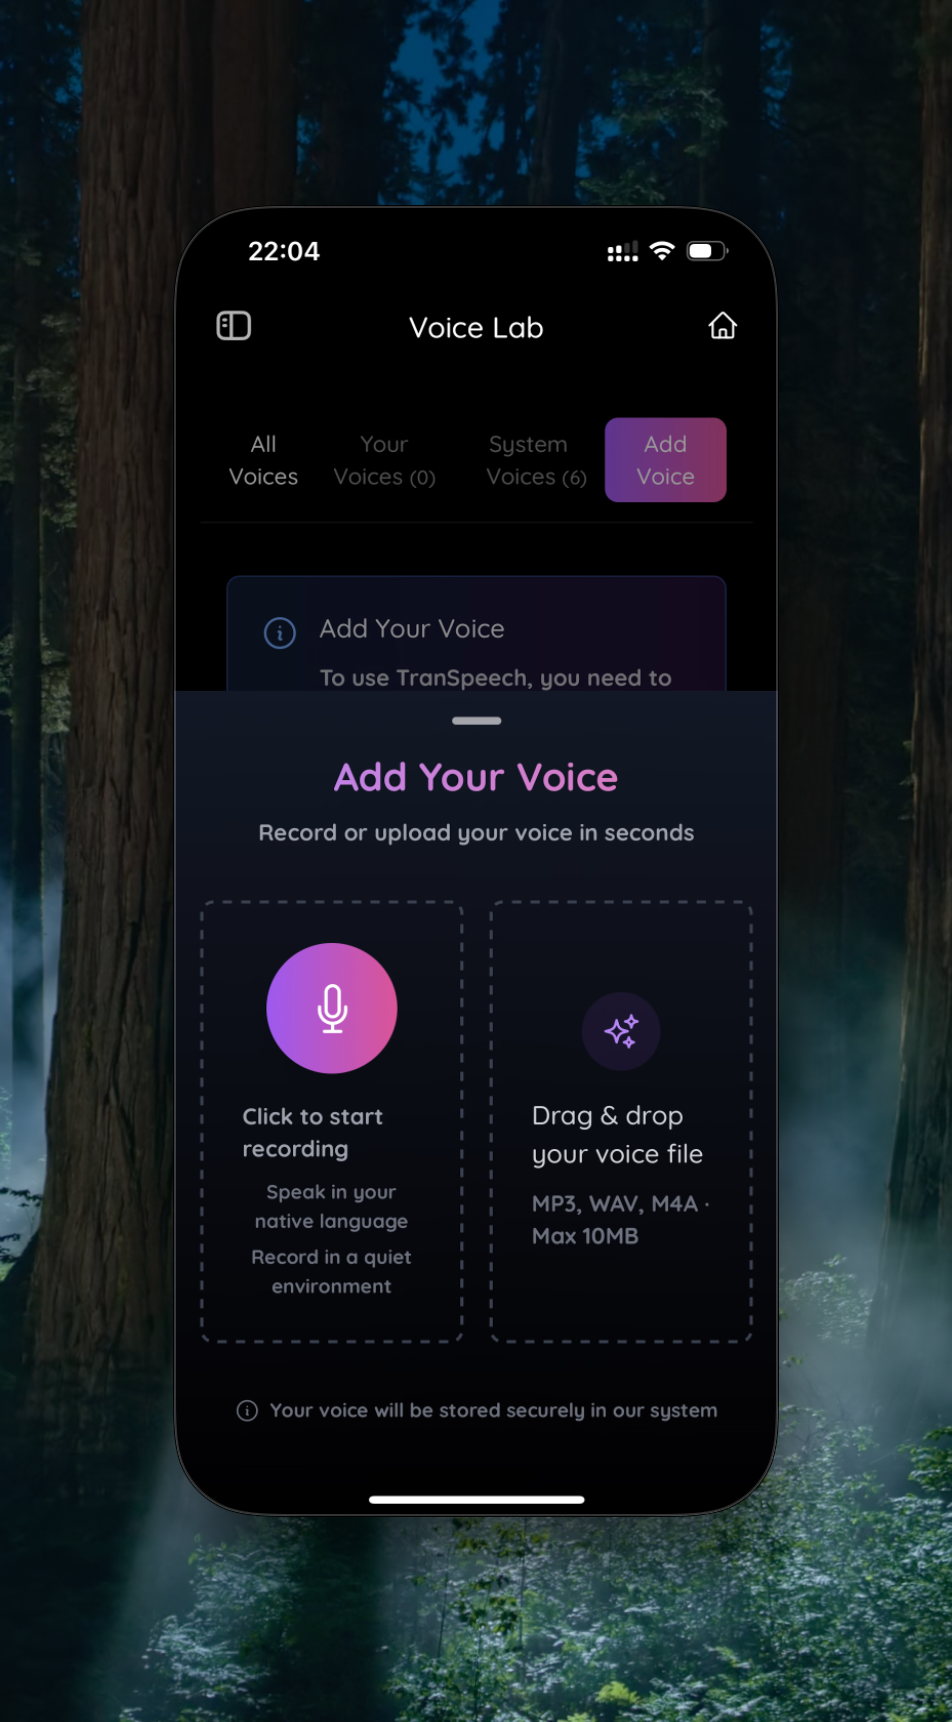 22:04
Voice Lab
All
Voices
Your
Voices (0)
System
Voices (6)
Add
Voice
Add Your Voice
To use TranSpeech, you need to
Add Your Voice
Record or upload your voice in seconds
Click to start
recording
Speak in your
native language
Record in a quiet
environment
Drag & drop
your voice file
MP3, WAV, M4A ·
Max 10MB
Your voice will be stored securely in our system